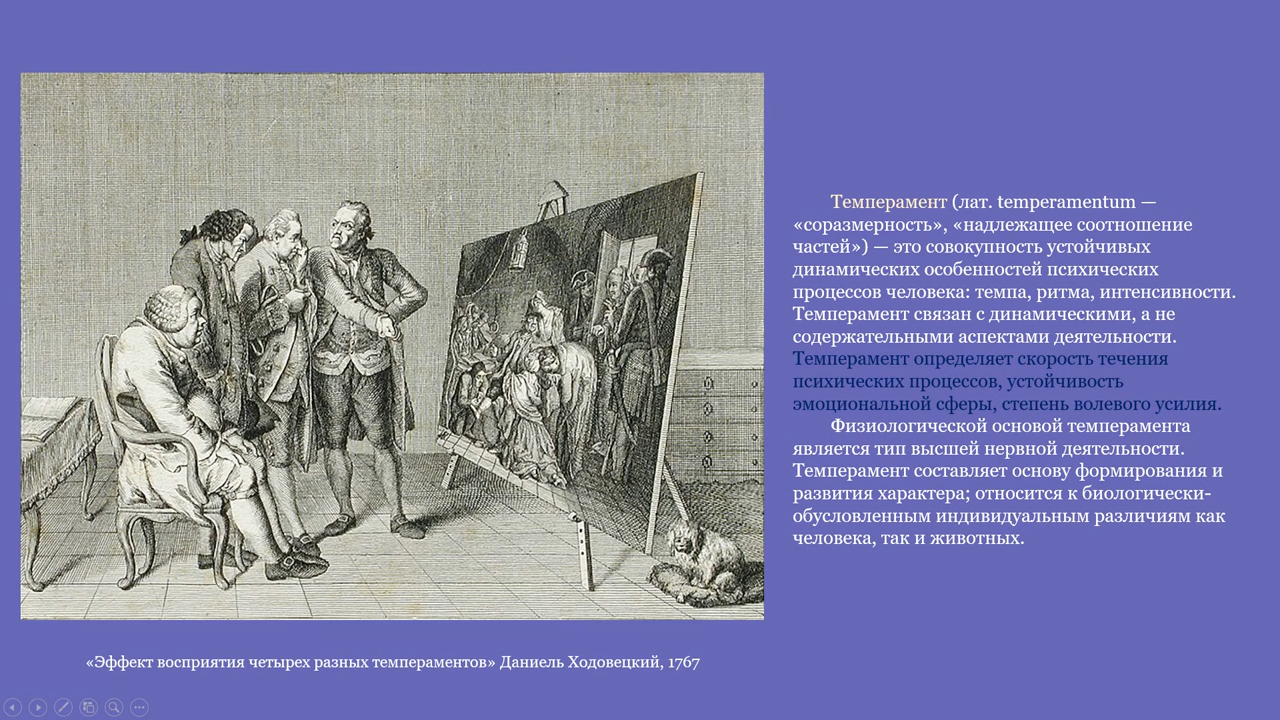 Темперамент (лат. temperamentum —
«соразмерность», «надлежащее соотношение
частей») — это совокупность устойчивых
динамических особенностей психических
процессов человека: темпа, ритма, интенсивности.
Темперамент связан с динамическими, а не
содержательными аспектами деятельности.
Темперамент определяет скорость течения
психических процессов, устойчивость
эмоциональной сферы, степень волевого усилия.
Физиологической основой темперамента
является тип высшей нервной деятельности.
Темперамент составляет основу формирования и
развития характера; относится к биологически-
обусловленным индивидуальным различиям как
человека, так и животных.
«Эффект восприятия четырех разных темпераментов» Даниель Ходовецкий, 1767